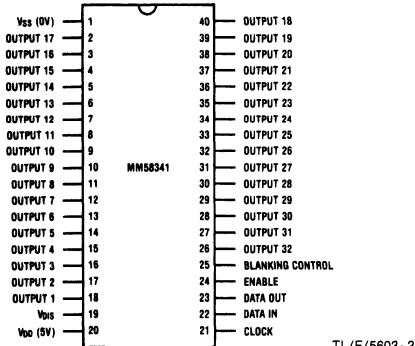 VSS (0V) 1 40 OUTPUT 18
OUTPUT 17 2 39 OUTPUT 19
OUTPUT 16 3 38 OUTPUT 20
OUTPUT 15 4 37 OUTPUT 21
OUTPUT 14 5 36 OUTPUT 22
OUTPUT 13 6 35 OUTPUT 23
OUTPUT 12 7 34 OUTPUT 24
OUTPUT 11 8 33 OUTPUT 25
OUTPUT 10 9 32 OUTPUT 26
OUTPUT 9 10 MM58341 31 OUTPUT 27
OUTPUT 8 11 30 OUTPUT 28
OUTPUT 7 12 29 OUTPUT 29
OUTPUT 6 13 28 OUTPUT 30
OUTPUT 5 14 27 OUTPUT 31
OUTPUT 4 15 26 OUTPUT 32
OUTPUT 3 16 25 BLANKING CONTROL
OUTPUT 2 17 24 ENABLE
OUTPUT 1 18 23 DATA OUT
VDIS 19 22 DATA IN
VDD (5V) 20 21 CLOCK
TL/F/5603-2